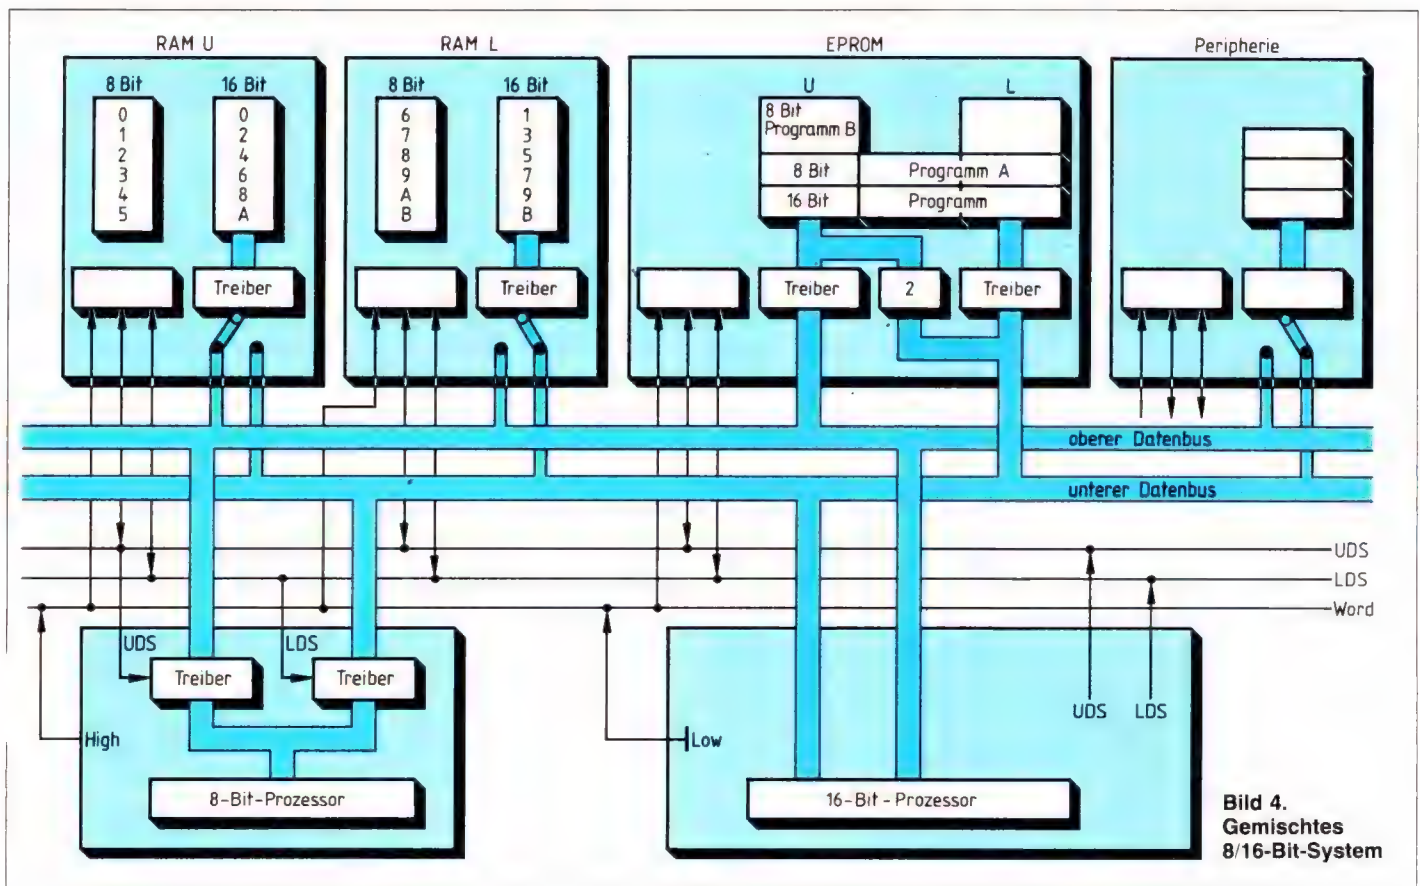 RAM U
8 Bit
16 Bit
0
1
2
3
4
5
0
2
4
6
8
A
Treiber
RAM L
8 Bit
16 Bit
6
7
8
9
A
B
1
3
5
7
9
B
Treiber
EPROM
U
L
8 Bit
Programm B
8 Bit
Programm A
16 Bit
Programm
Treiber
2
Treiber
Peripherie
oberer Datenbus
unterer Datenbus
UDS
LDS
Word
UDS
LDS
Treiber
Treiber
High
8-Bit-Prozessor
UDS
LDS
Low
16-Bit-Prozessor
Bild 4.
Gemischtes
8/16-Bit-System